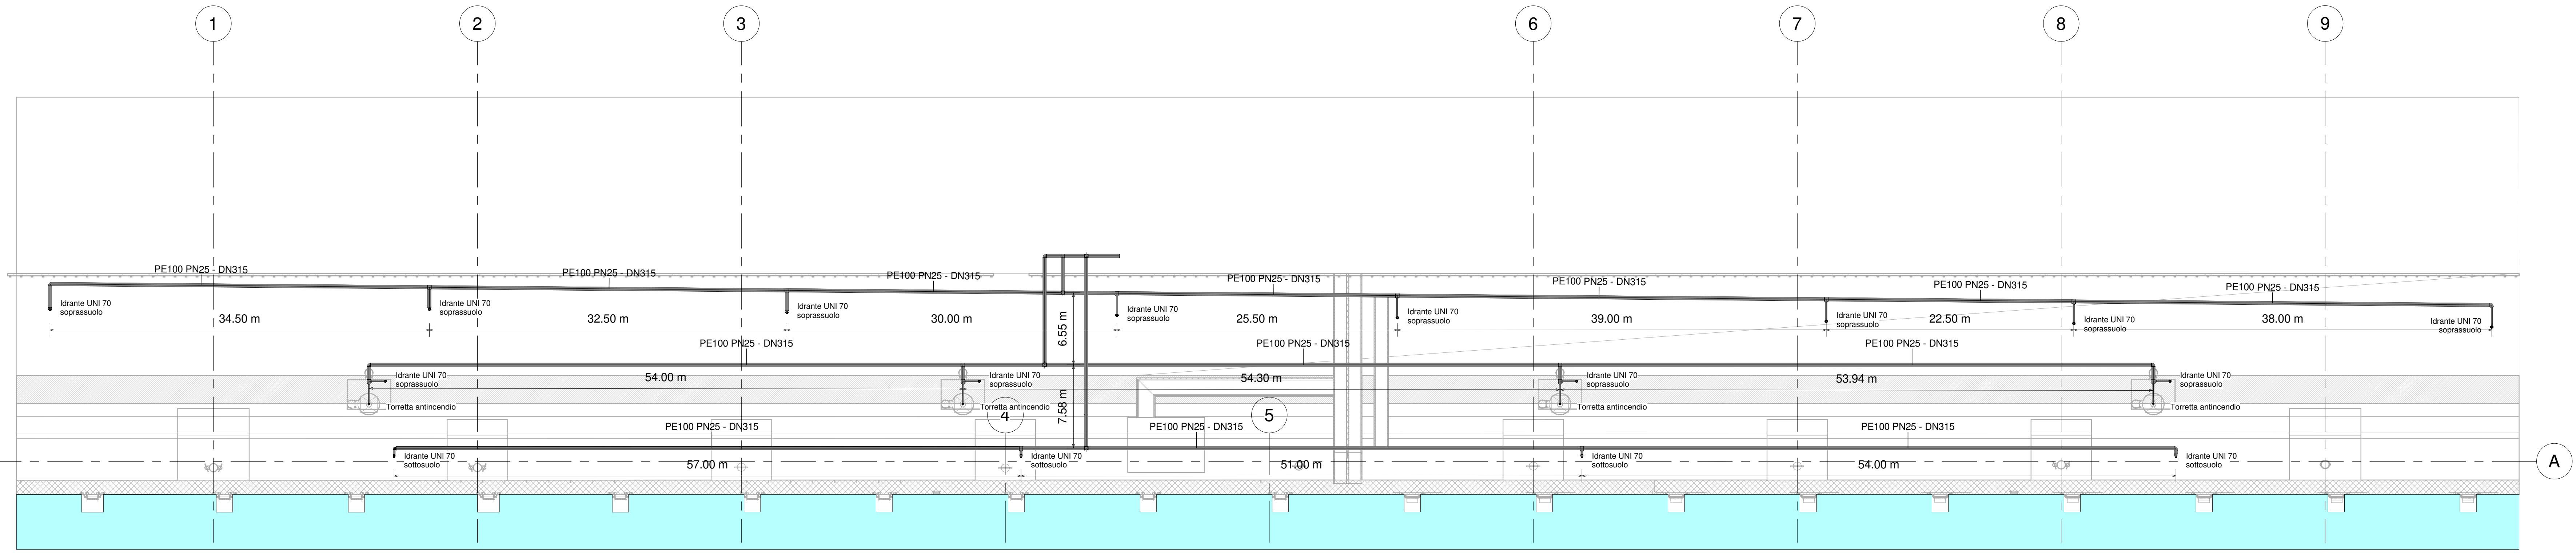 1 2 3 6 7 8 9
PE100 PN25 - DN315 PE100 PN25 - DN315 PE100 PN25 - DN315 PE100 PN25 - DN315 PE100 PN25 - DN315 PE100 PN25 - DN315 PE100 PN25 - DN315
Idrante UNI 70
soprassuolo
Idrante UNI 70
soprassuolo
Idrante UNI 70
soprassuolo
Idrante UNI 70
soprassuolo
Idrante UNI 70
soprassuolo
Idrante UNI 70
soprassuolo
Idrante UNI 70
soprassuolo
Idrante UNI 70
soprassuolo
34.50 m 32.50 m 30.00 m 25.50 m 39.00 m 22.50 m 38.00 m
6.55 m
PE100 PN25 - DN315 PE100 PN25 - DN315 PE100 PN25 - DN315
Idrante UNI 70
soprassuolo
Idrante UNI 70
soprassuolo
Idrante UNI 70
soprassuolo
Idrante UNI 70
soprassuolo
54.00 m 54.30 m 53.94 m
Torretta antincendio Torretta antincendio Torretta antincendio Torretta antincendio
7.58 m
4 5
PE100 PN25 - DN315 PE100 PN25 - DN315 PE100 PN25 - DN315
Idrante UNI 70
sottosuolo
Idrante UNI 70
sottosuolo
Idrante UNI 70
sottosuolo
Idrante UNI 70
sottosuolo
57.00 m 51.00 m 54.00 m
A